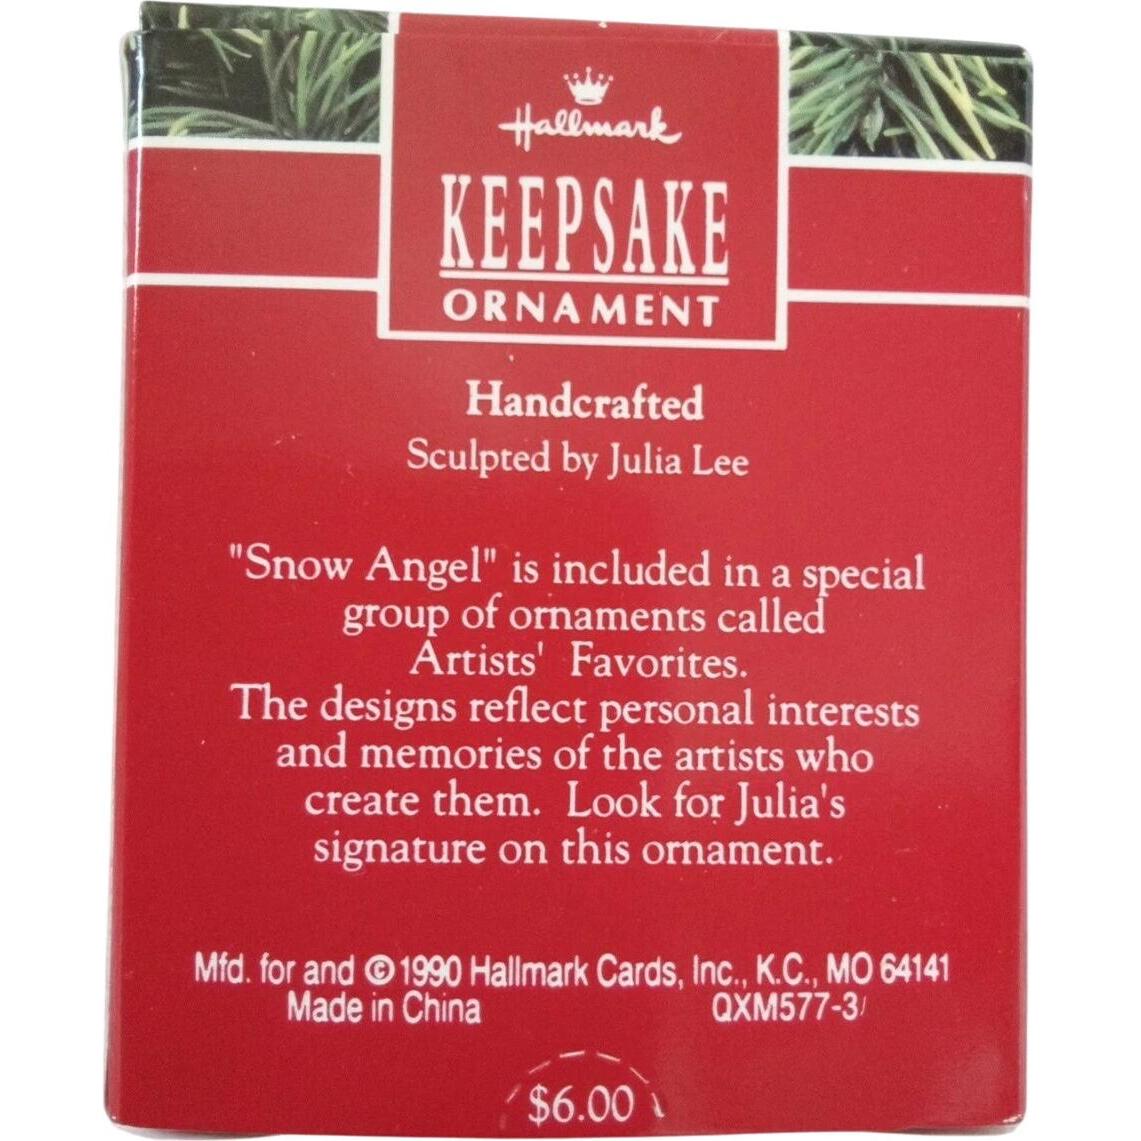 Hallmark
KEEPSAKE
ORNAMENT
Handcrafted
Sculpted by Julia Lee
"Snow Angel" is included in a special
group of ornaments called
Artists' Favorites.
The designs reflect personal interests
and memories of the artists who
create them. Look for Julia's
signature on this ornament.
Mfd. for and © 1990 Hallmark Cards, Inc., K.C., MO 64141
Made in China QXM577-3
$6.00